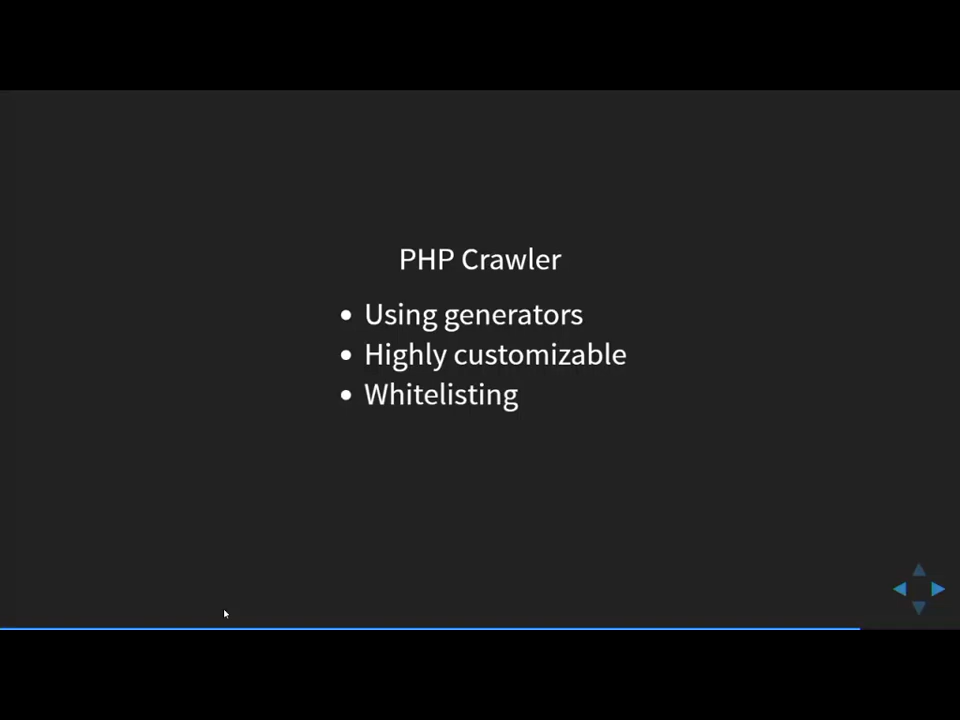 PHP Crawler
• Using generators
• Highly customizable
• Whitelisting